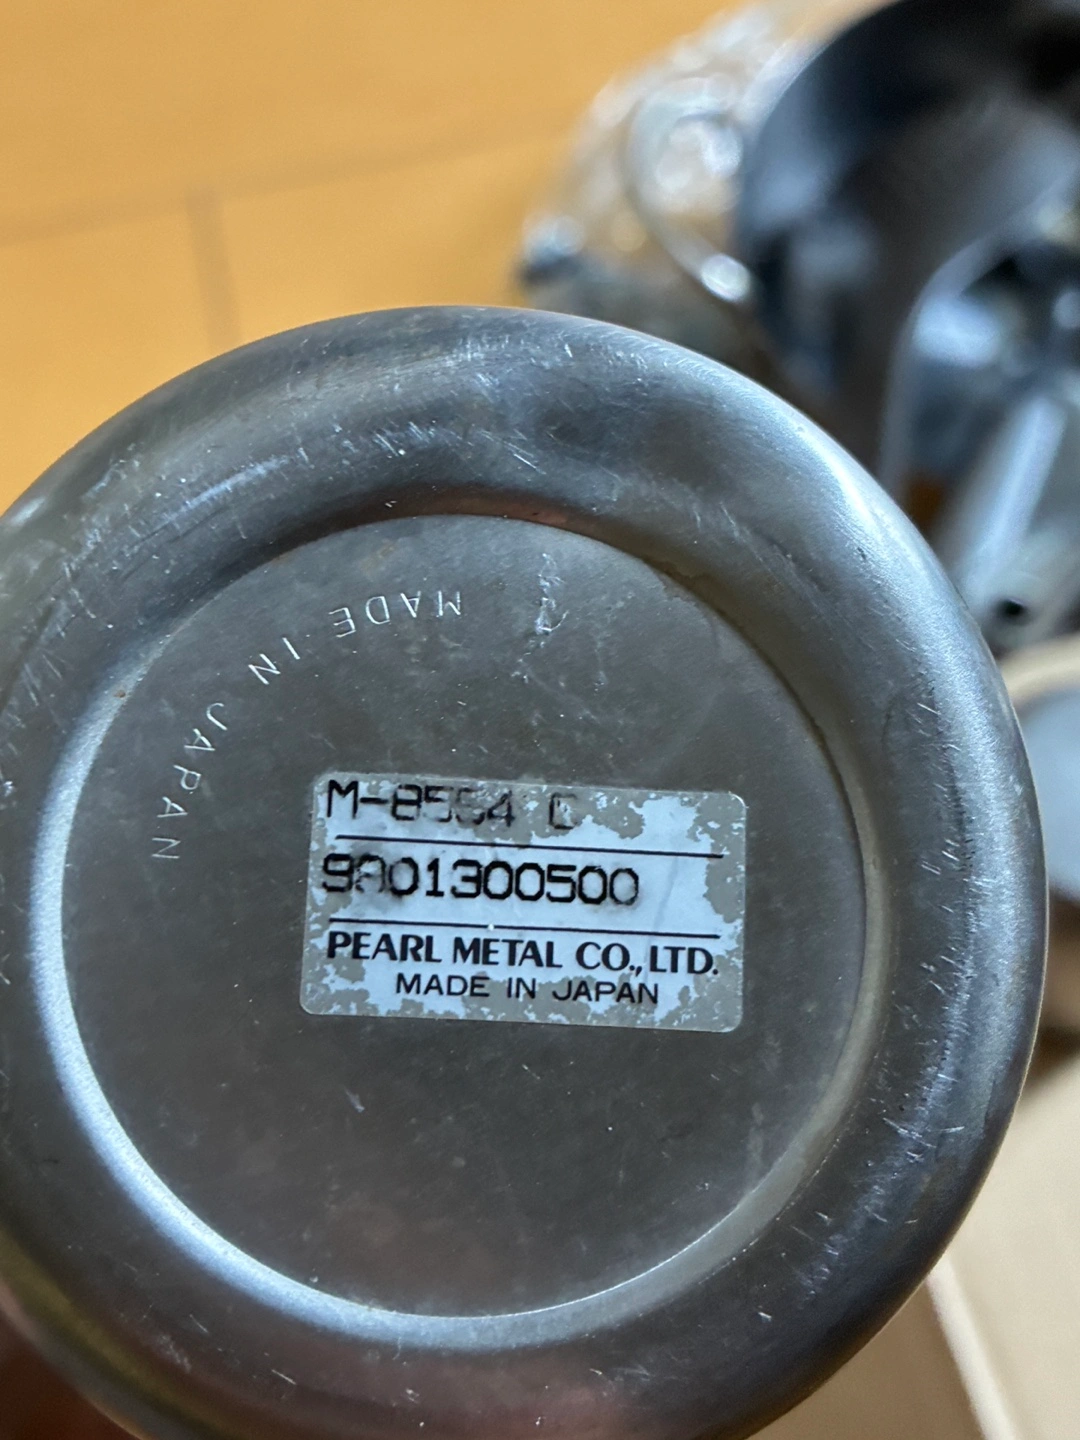 MADE IN JAPAN
M-8554 C
9A01300500
PEARL METAL CO., LTD.
MADE IN JAPAN